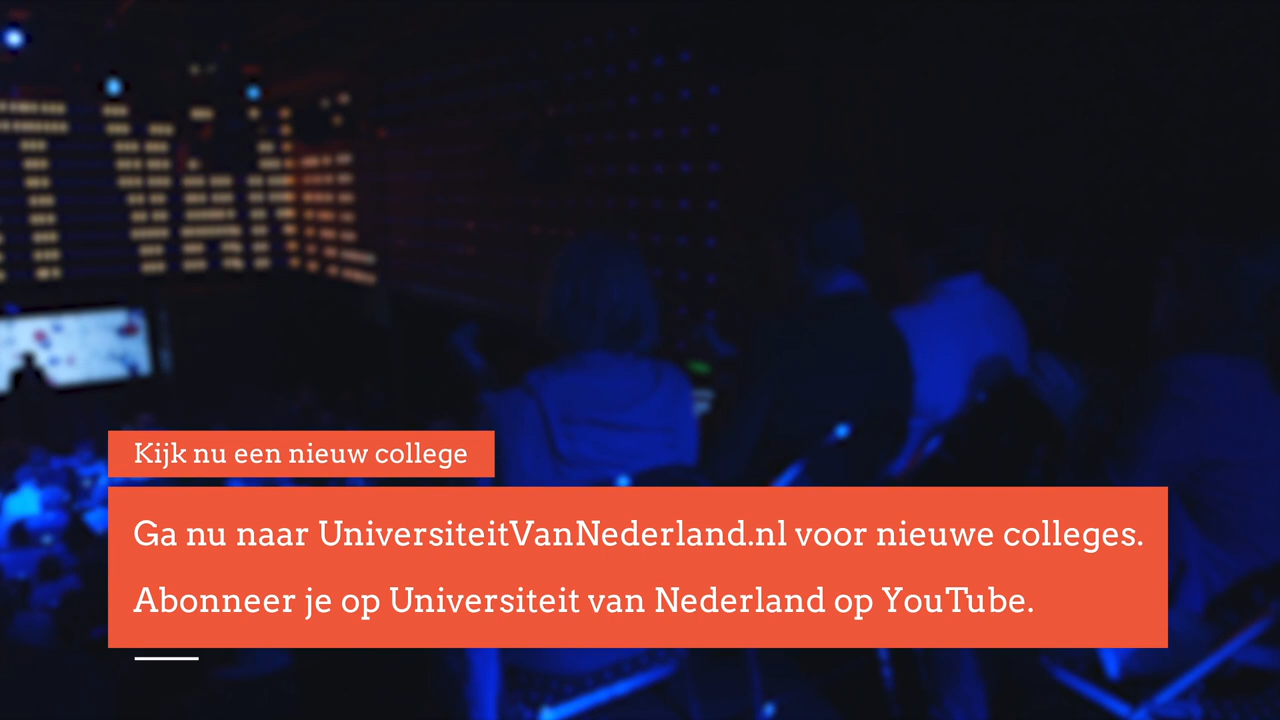 T VAN
Kijk nu een nieuw college
Ga nu naar UniversiteitVanNederland.nl voor nieuwe colleges.
Abonneer je op Universiteit van Nederland op YouTube.